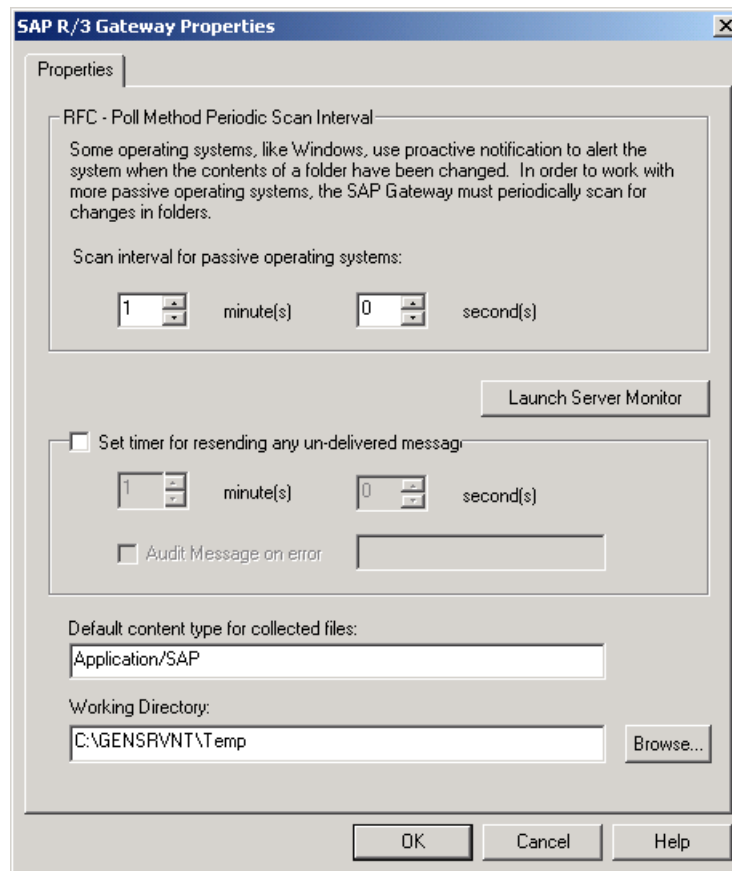 SAP R/3 Gateway Properties
Properties
RFC - Poll Method Periodic Scan Interval
Some operating systems, like Windows, use proactive notification to alert the
system when the contents of a folder have been changed.  In order to work with
more passive operating systems, the SAP Gateway must periodically scan for
changes in folders.
Scan interval for passive operating systems:
1 minute(s) 0 second(s)
Launch Server Monitor
Set timer for resending any un-delivered messag
1 minute(s) 0 second(s)
Audit Message on error
Default content type for collected files:
Application/SAP
Working Directory:
C:\GENSRVNT\Temp
Browse...
OK Cancel Help